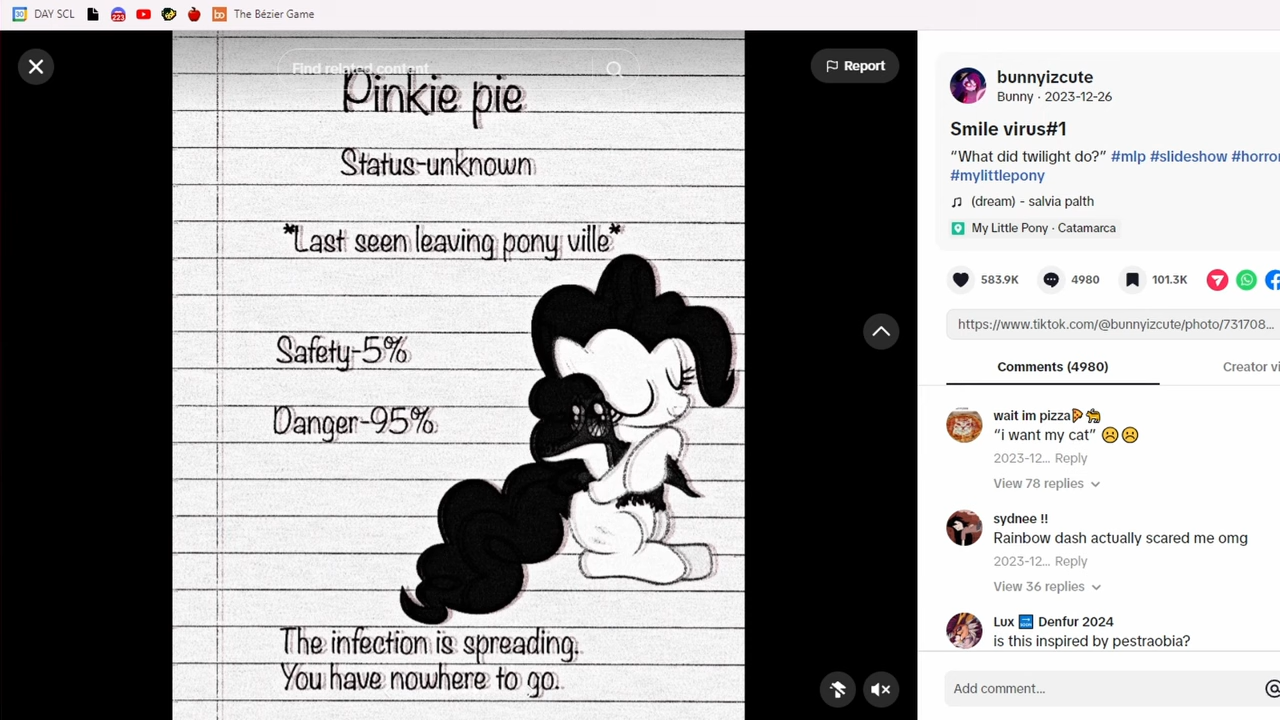 DAY SCL
223
The Bézier Game
Find related content
Report
Pinkie pie
Status-unknown
*Last seen leaving pony ville*
Safety-5%
Danger-95%
The infection is spreading.
You have nowhere to go.
bunnyizcute
Bunny · 2023-12-26
Smile virus#1
“What did twilight do?” #mlp #slideshow #horror
#mylittlepony
(dream) - salvia palth
My Little Pony · Catamarca
583.9K
4980
101.3K
https://www.tiktok.com/@bunnyizcute/photo/731708...
Comments (4980)
Creator vi
wait im pizza
“i want my cat”
2023-12... Reply
View 78 replies
sydnee !!
Rainbow dash actually scared me omg
2023-12... Reply
View 36 replies
Lux Denfur 2024
is this inspired by pestraobia?
Add comment...
@